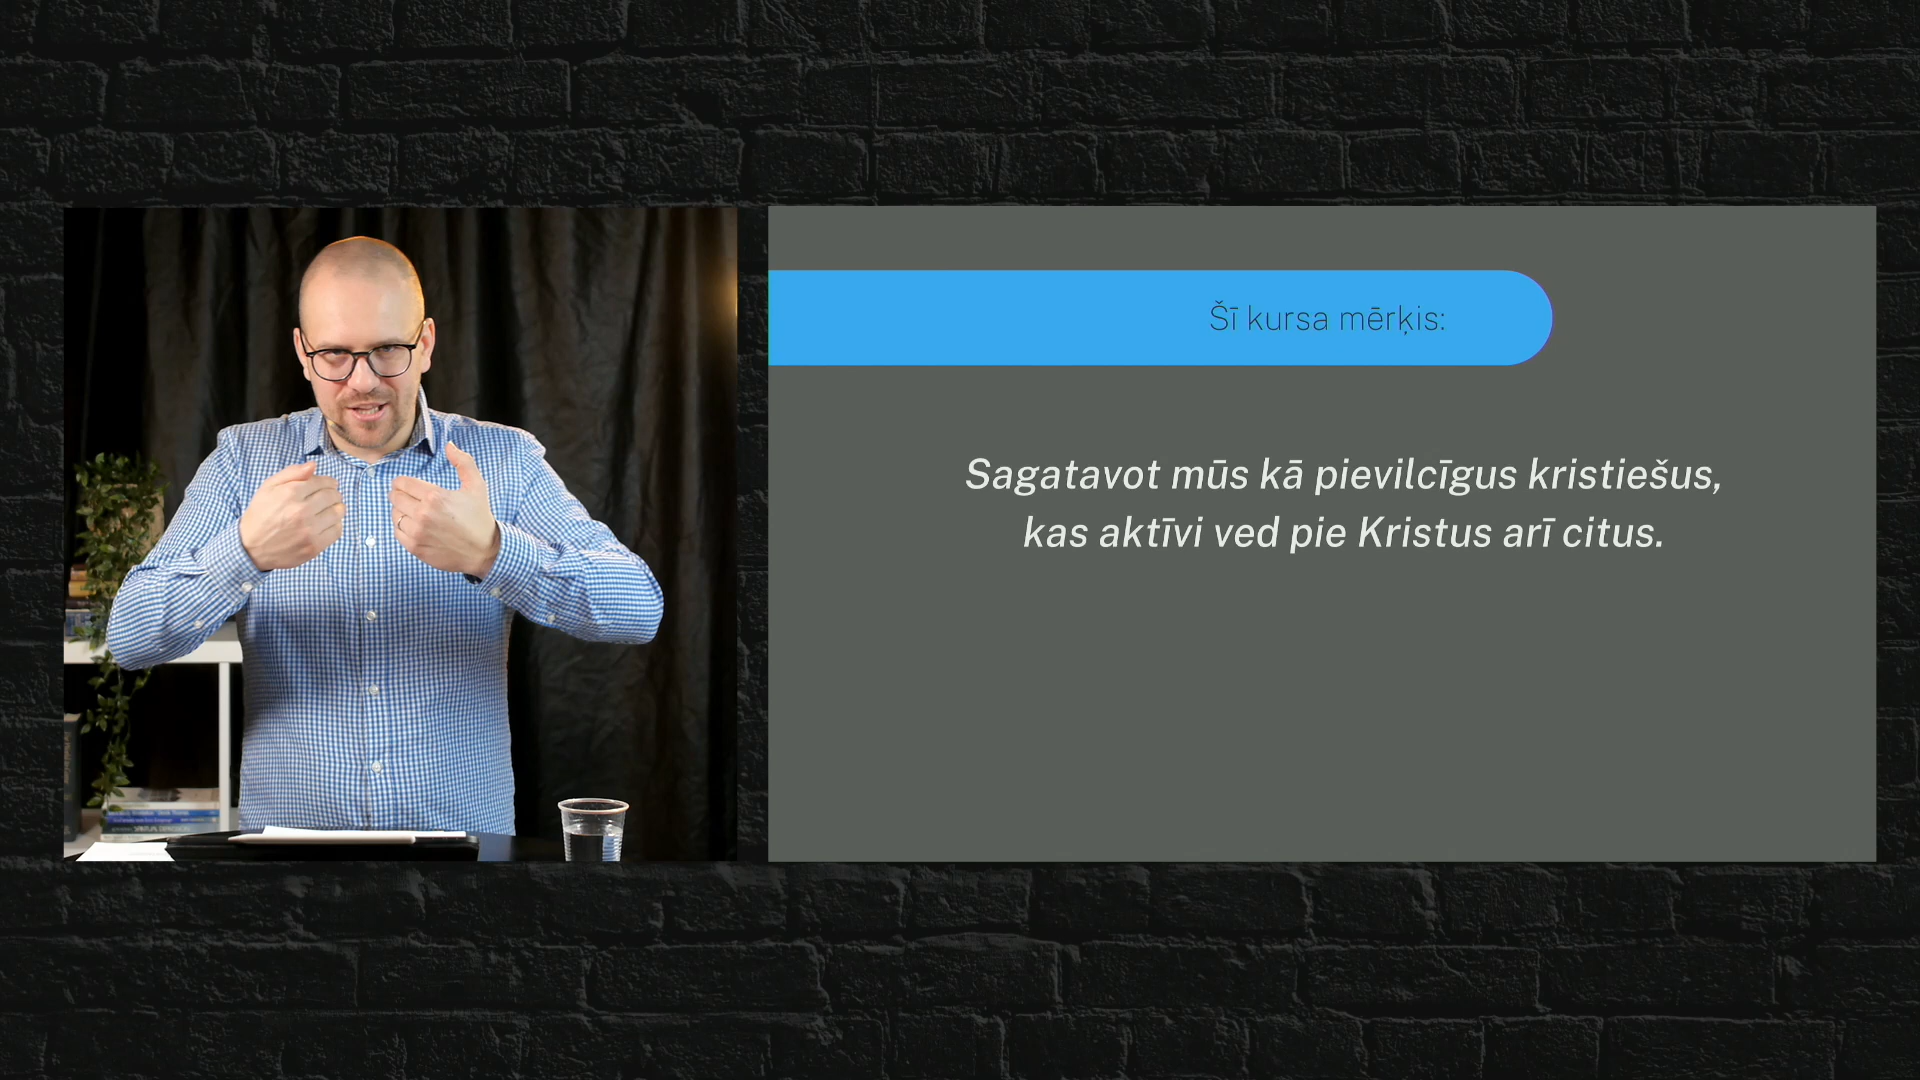 Šī kursa mērķis:
Sagatavot mūs kā pievilcīgus kristiešus,
kas aktīvi ved pie Kristus arī citus.